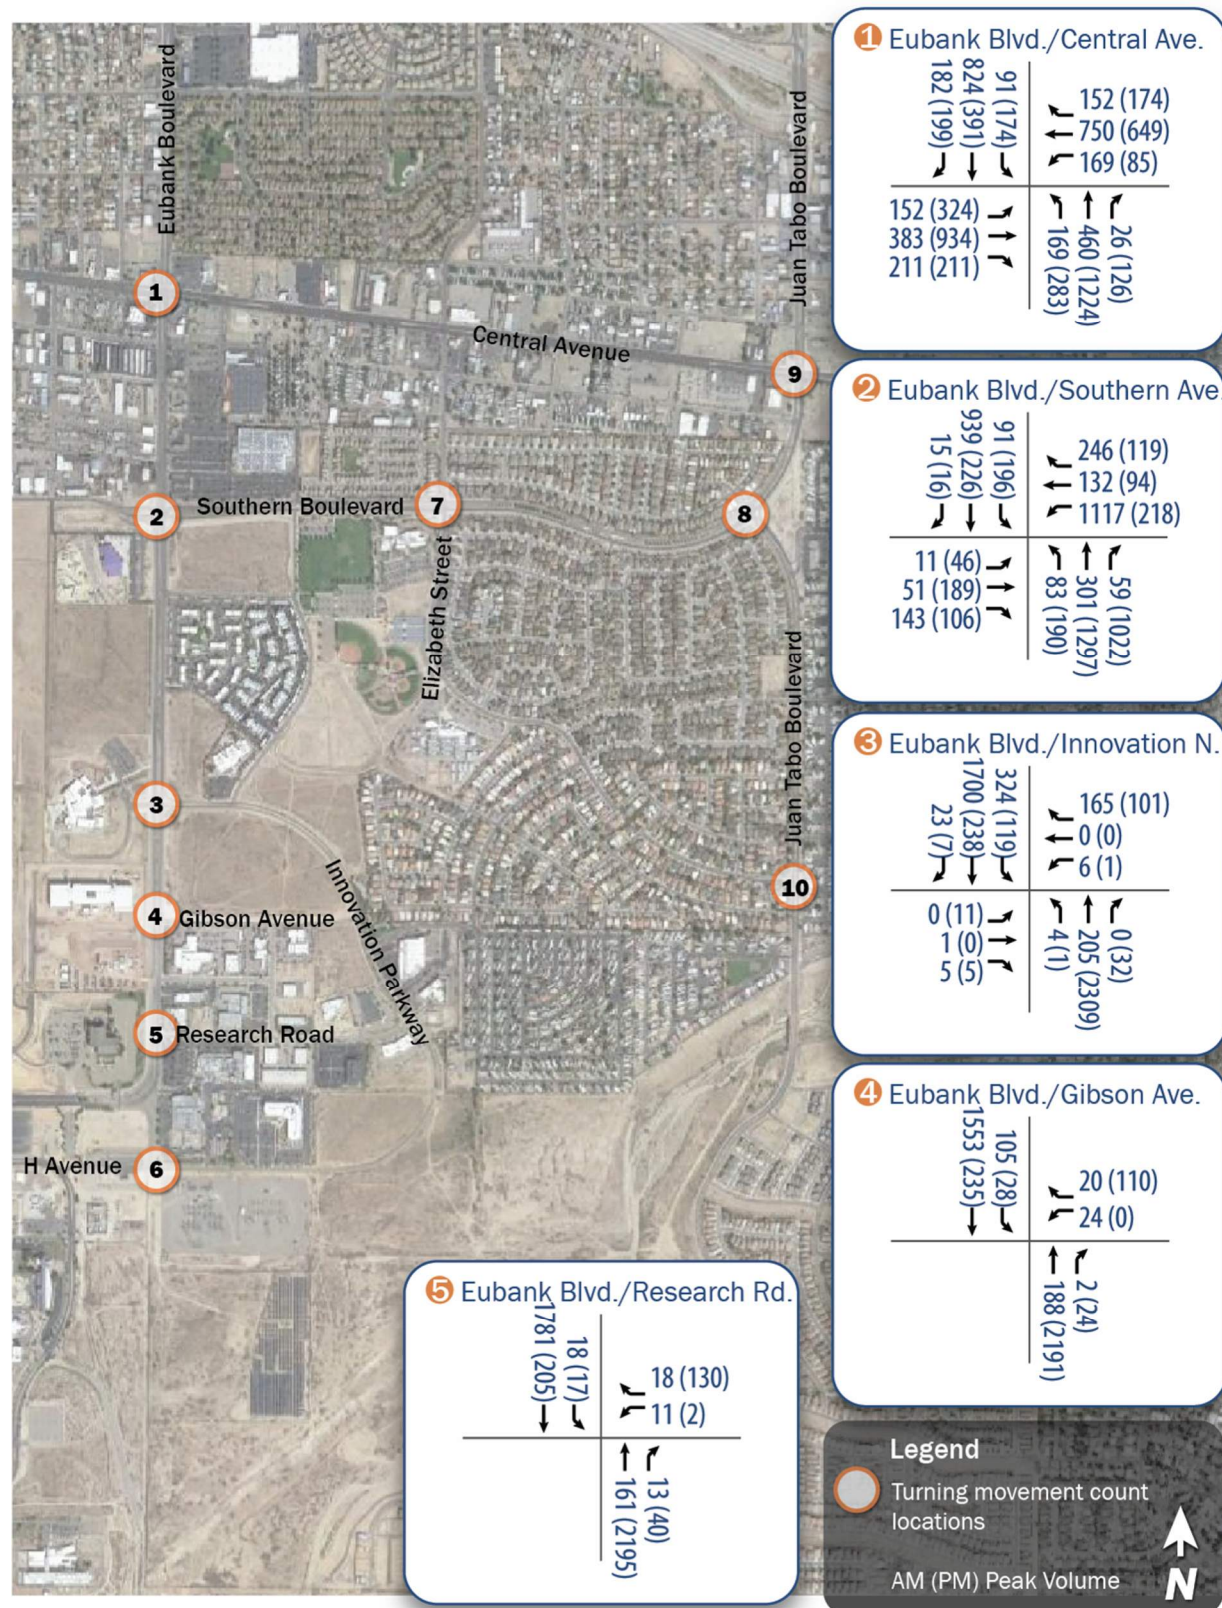 Eubank Boulevard
Juan Tabo Boulevard
1
Central Avenue
9
2
Southern Boulevard
7
8
Elizabeth Street
Juan Tabo Boulevard
3
Innovation Parkway
10
4
Gibson Avenue
5
Research Road
H Avenue
6
1 Eubank Blvd./Central Ave.
182 (199)
824 (391)
91 (174)
152 (174)
750 (649)
169 (85)
152 (324)
383 (934)
211 (211)
169 (283)
460 (1224)
26 (126)
2 Eubank Blvd./Southern Ave.
15 (16)
939 (226)
91 (196)
246 (119)
132 (94)
1117 (218)
11 (46)
51 (189)
143 (106)
83 (190)
301 (1297)
59 (1022)
3 Eubank Blvd./Innovation N.
23 (7)
1700 (238)
324 (119)
165 (101)
0 (0)
6 (1)
0 (11)
1 (0)
5 (5)
4 (1)
205 (2309)
0 (32)
4 Eubank Blvd./Gibson Ave.
1553 (235)
105 (28)
20 (110)
24 (0)
188 (2191)
2 (24)
5 Eubank Blvd./Research Rd.
1781 (205)
18 (17)
18 (130)
11 (2)
161 (2195)
13 (40)
Legend
Turning movement count
locations
AM (PM) Peak Volume
N